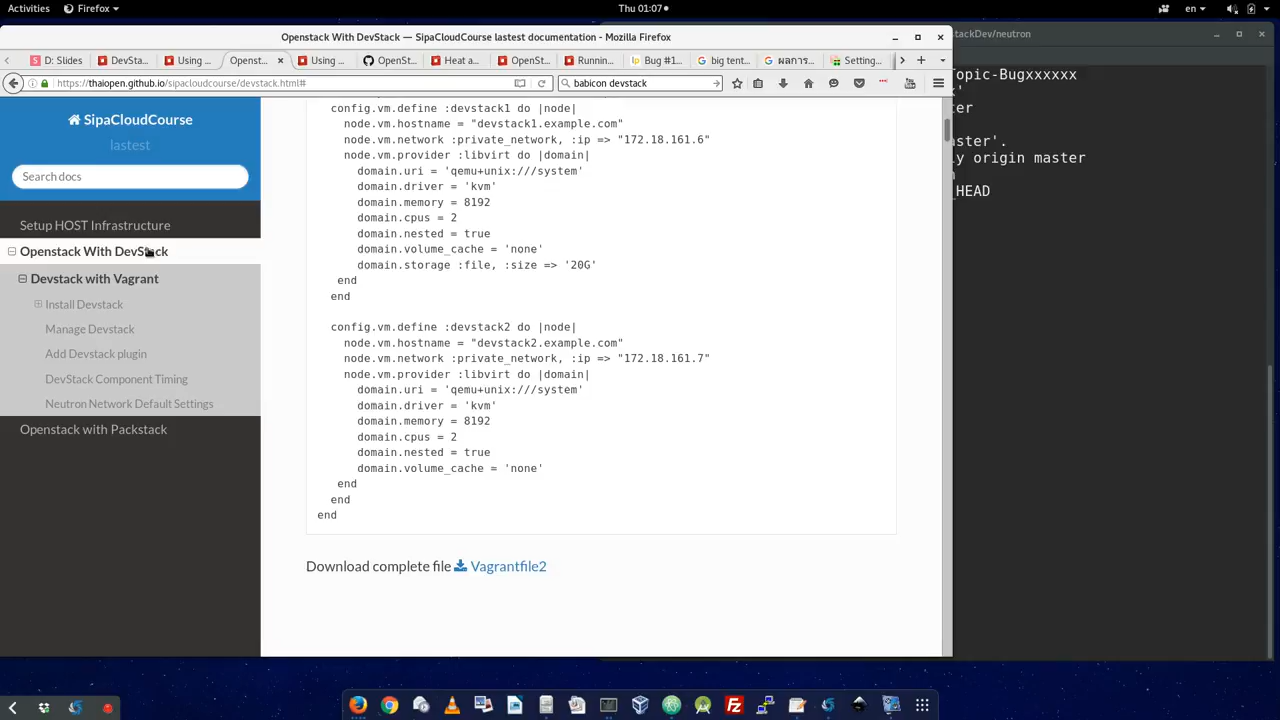 Activities
Firefox
Thu 01:07
en
Openstack With DevStack — SipaCloudCourse lastest documentation - Mozilla Firefox
stackDev/neutron
D: Slides
DevSta...
Using ...
Openst...
Using ...
OpenSt...
Heat a...
OpenSt...
Runnin...
Bug #1...
big tent...
ผลการ...
Setting...
https://thaiopen.github.io/sipacloudcourse/devstack.html#
babicon devstack
SipaCloudCourse
lastest
Search docs
Setup HOST Infrastructure
Openstack With DevStack
Devstack with Vagrant
Install Devstack
Manage Devstack
Add Devstack plugin
DevStack Component Timing
Neutron Network Default Settings
Openstack with Packstack
config.vm.define :devstack1 do |node|
node.vm.hostname = "devstack1.example.com"
node.vm.network :private_network, :ip => "172.18.161.6"
node.vm.provider :libvirt do |domain|
domain.uri = 'qemu+unix:///system'
domain.driver = 'kvm'
domain.memory = 8192
domain.cpus = 2
domain.nested = true
domain.volume_cache = 'none'
domain.storage :file, :size => '20G'
end
end
config.vm.define :devstack2 do |node|
node.vm.hostname = "devstack2.example.com"
node.vm.network :private_network, :ip => "172.18.161.7"
node.vm.provider :libvirt do |domain|
domain.uri = 'qemu+unix:///system'
domain.driver = 'kvm'
domain.memory = 8192
domain.cpus = 2
domain.nested = true
domain.volume_cache = 'none'
end
end
end
Download complete file Vagrantfile2
opic-Bugxxxxxx
ter
aster'.
ly origin master
_HEAD